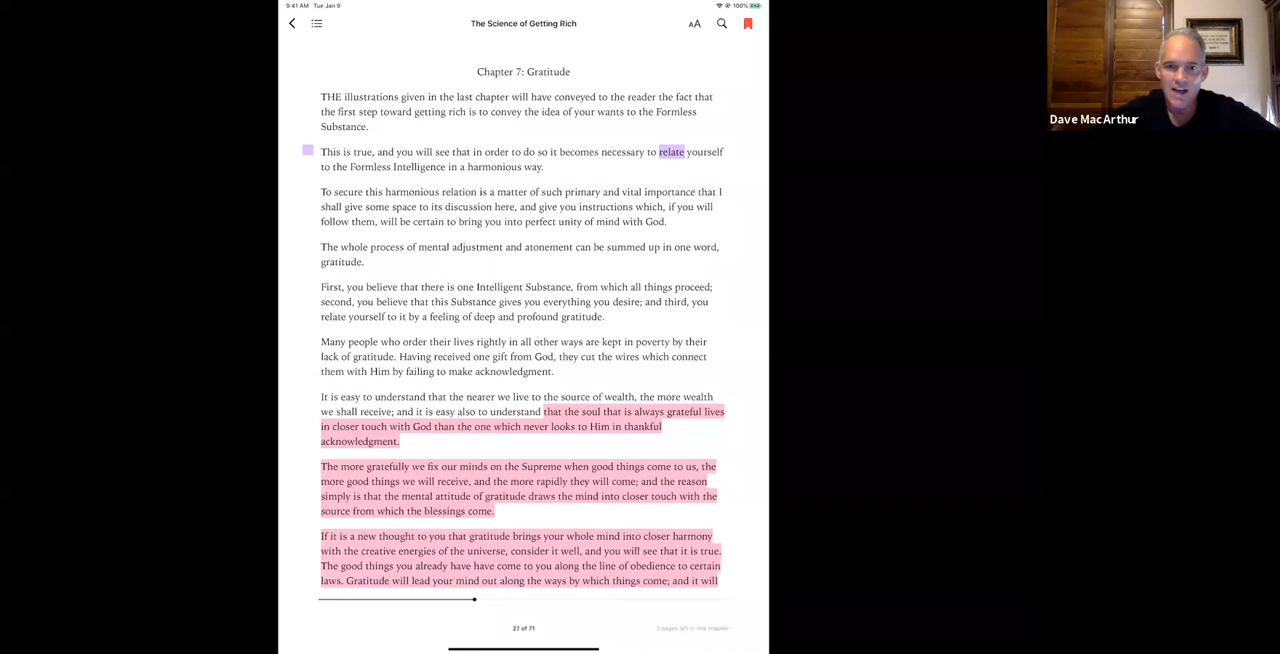 9:41 AM Tue Jan 9
100%
The Science of Getting Rich
AA
Chapter 7: Gratitude
THE illustrations given in the last chapter will have conveyed to the reader the fact that
the first step toward getting rich is to convey the idea of your wants to the Formless
Substance.
This is true, and you will see that in order to do so it becomes necessary to relate yourself
to the Formless Intelligence in a harmonious way.
To secure this harmonious relation is a matter of such primary and vital importance that I
shall give some space to its discussion here, and give you instructions which, if you will
follow them, will be certain to bring you into perfect unity of mind with God.
The whole process of mental adjustment and atonement can be summed up in one word,
gratitude.
First, you believe that there is one Intelligent Substance, from which all things proceed;
second, you believe that this Substance gives you everything you desire; and third, you
relate yourself to it by a feeling of deep and profound gratitude.
Many people who order their lives rightly in all other ways are kept in poverty by their
lack of gratitude. Having received one gift from God, they cut the wires which connect
them with Him by failing to make acknowledgment.
It is easy to understand that the nearer we live to the source of wealth, the more wealth
we shall receive; and it is easy also to understand that the soul that is always grateful lives
in closer touch with God than the one which never looks to Him in thankful
acknowledgment.
The more gratefully we fix our minds on the Supreme when good things come to us, the
more good things we will receive, and the more rapidly they will come; and the reason
simply is that the mental attitude of gratitude draws the mind into closer touch with the
source from which the blessings come.
If it is a new thought to you that gratitude brings your whole mind into closer harmony
with the creative energies of the universe, consider it well, and you will see that it is true.
The good things you already have have come to you along the line of obedience to certain
laws. Gratitude will lead your mind out along the ways by which things come; and it will
27 of 71
2 pages left in this chapter
Dave MacArthur